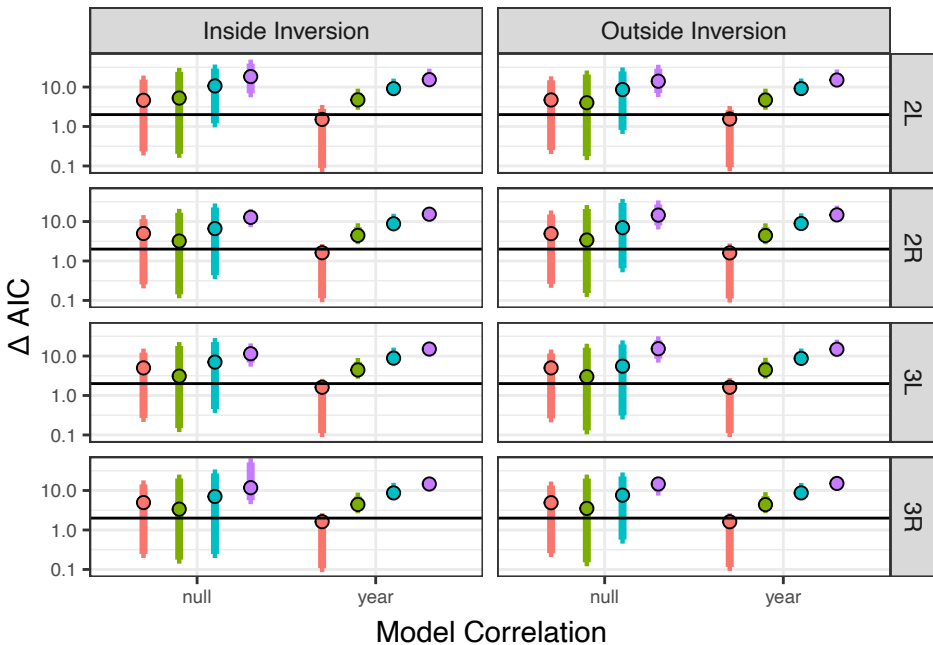 Inside Inversion
Outside Inversion
10.0
1.0
0.1
2L
10.0
1.0
0.1
2R
10.0
1.0
0.1
3L
10.0
1.0
0.1
3R
Δ AIC
null
year
null
year
Model Correlation